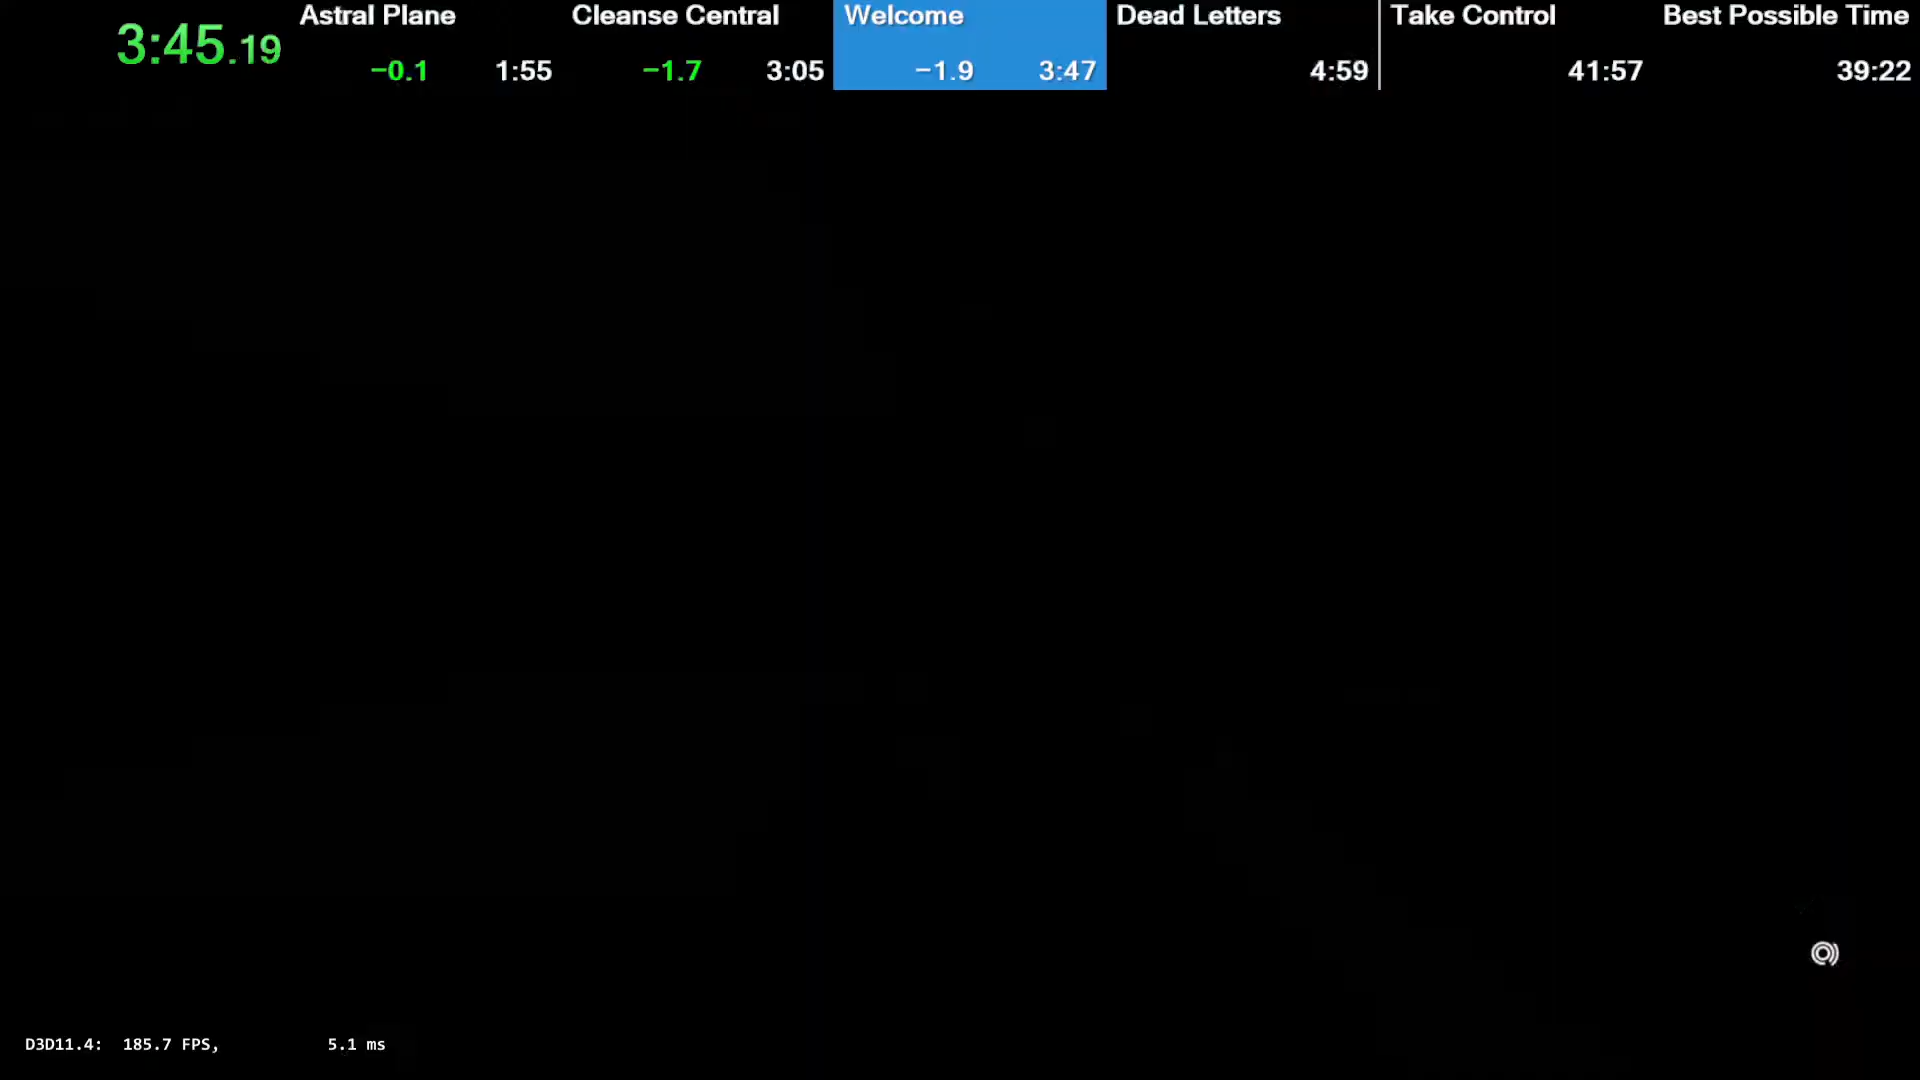 3:45.19
Astral Plane
−0.1 1:55
Cleanse Central
−1.7 3:05
Welcome
−1.9 3:47
Dead Letters
4:59
Take Control
41:57
Best Possible Time
39:22
D3D11.4: 185.7 FPS, 5.1 ms